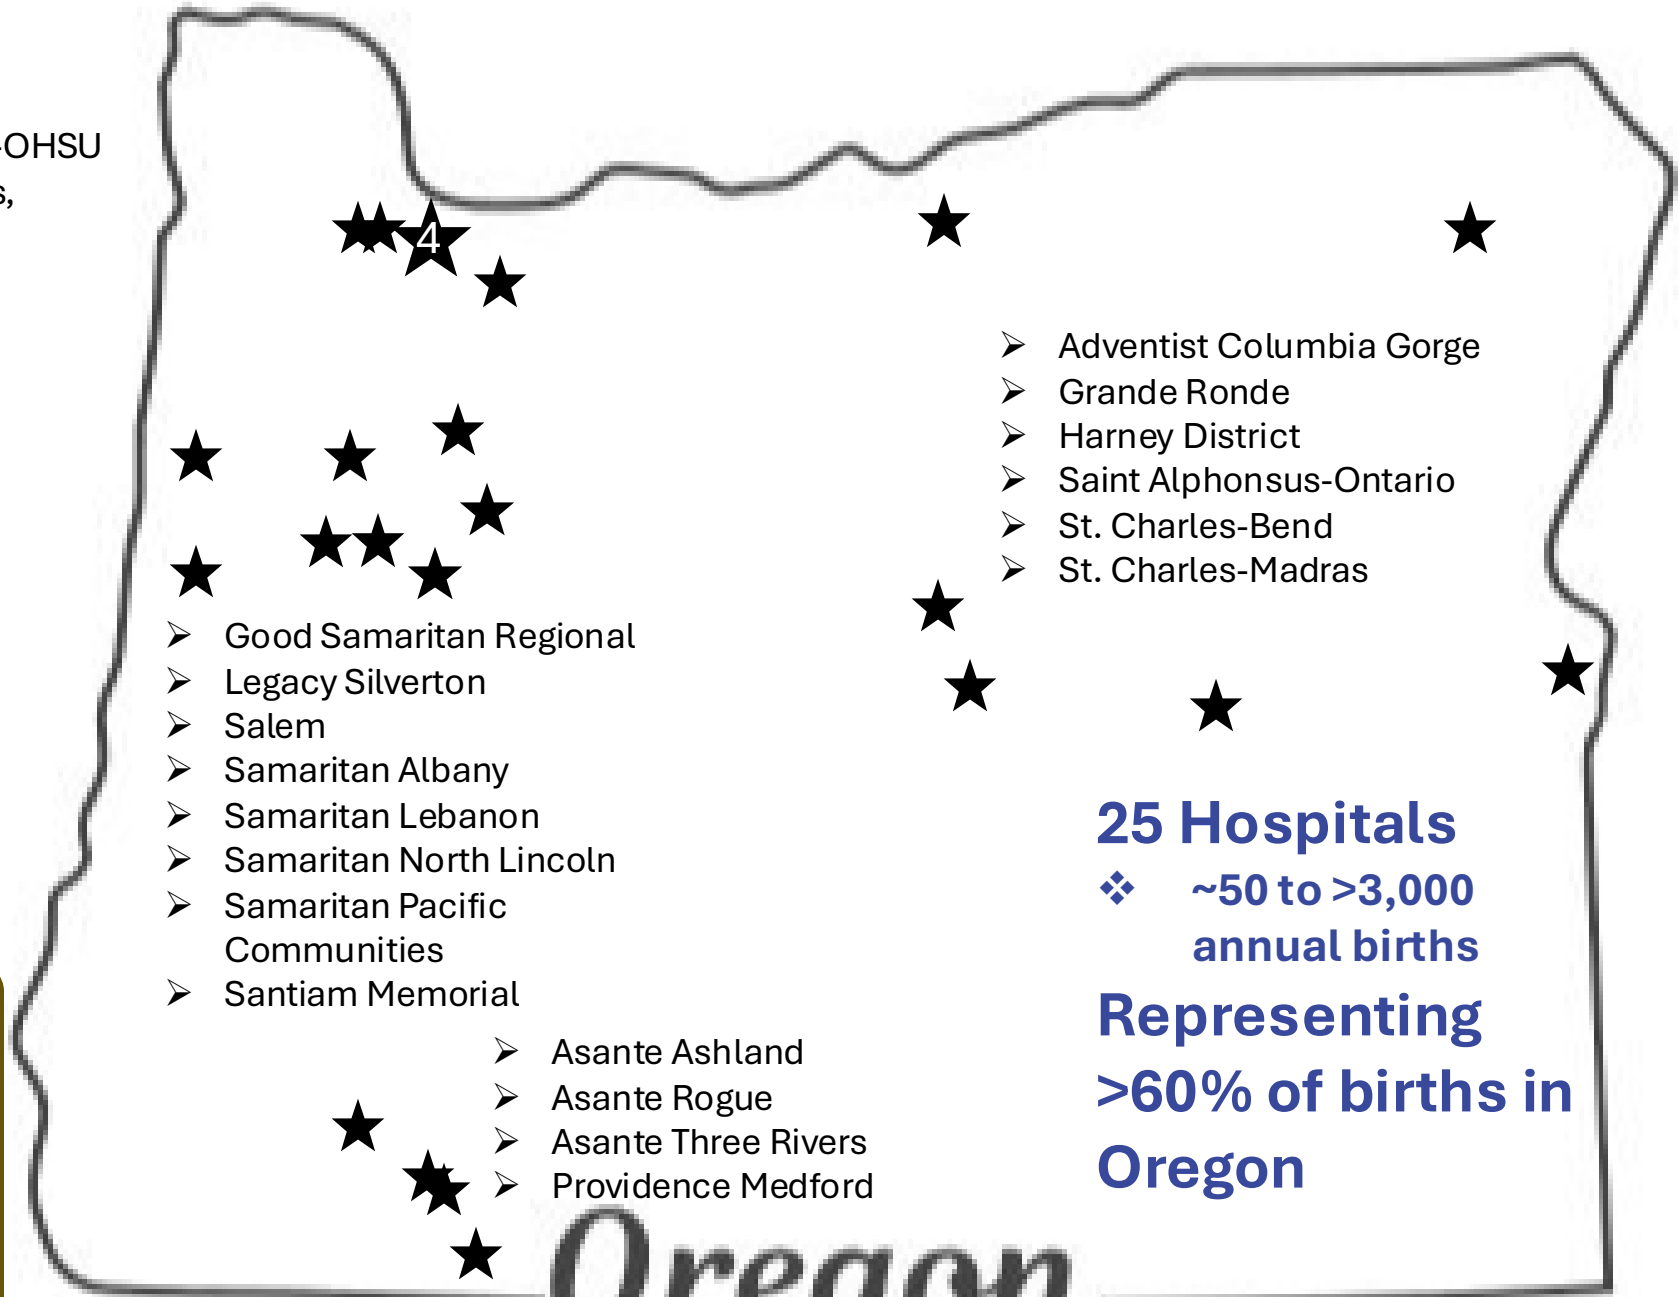 -OHSU
s,
4
➢ Adventist Columbia Gorge
➢ Grande Ronde
➢ Harney District
➢ Saint Alphonsus-Ontario
➢ St. Charles-Bend
➢ St. Charles-Madras
➢ Good Samaritan Regional
➢ Legacy Silverton
➢ Salem
➢ Samaritan Albany
➢ Samaritan Lebanon
➢ Samaritan North Lincoln
➢ Samaritan Pacific
Communities
➢ Santiam Memorial
25 Hospitals
❖ ~50 to >3,000
annual births
Representing
>60% of births in
Oregon
➢ Asante Ashland
➢ Asante Rogue
➢ Asante Three Rivers
➢ Providence Medford
Oregon